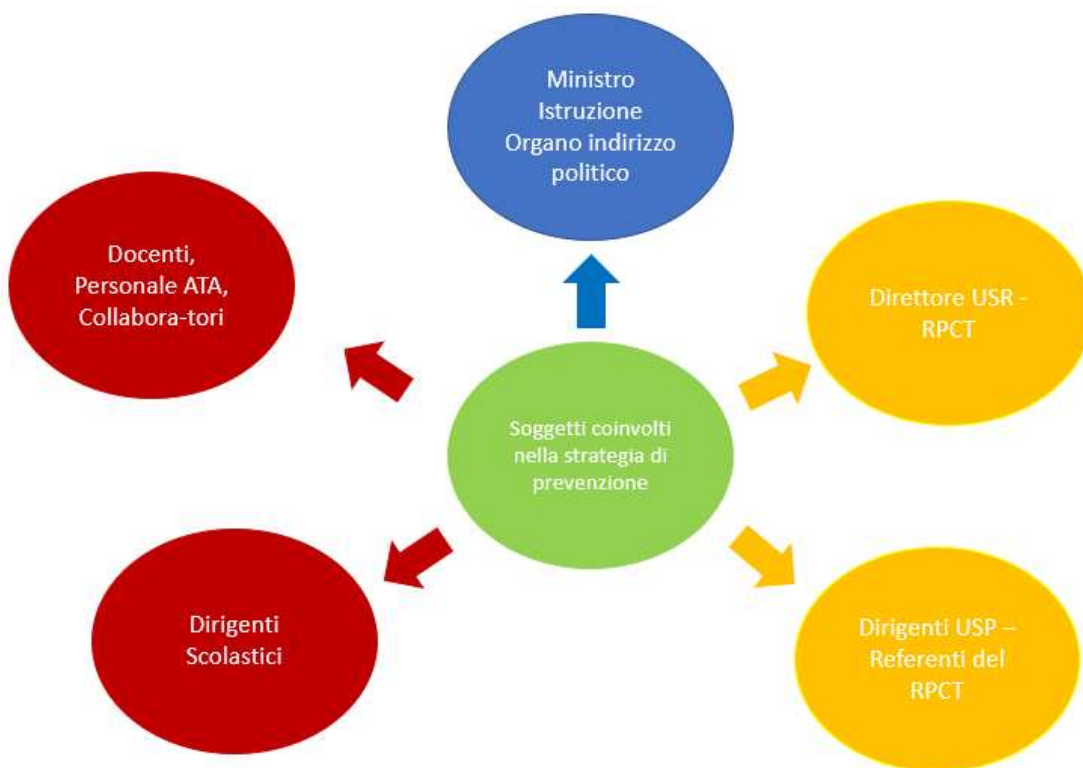 Ministro
Istruzione
Organo indirizzo
politico
Docenti,
Personale ATA,
Collabora-tori
Direttore USR -
RPCT
Soggetti coinvolti
nella strategia di
prevenzione
Dirigenti
Scolastici
Dirigenti USP –
Referenti del
RPCT